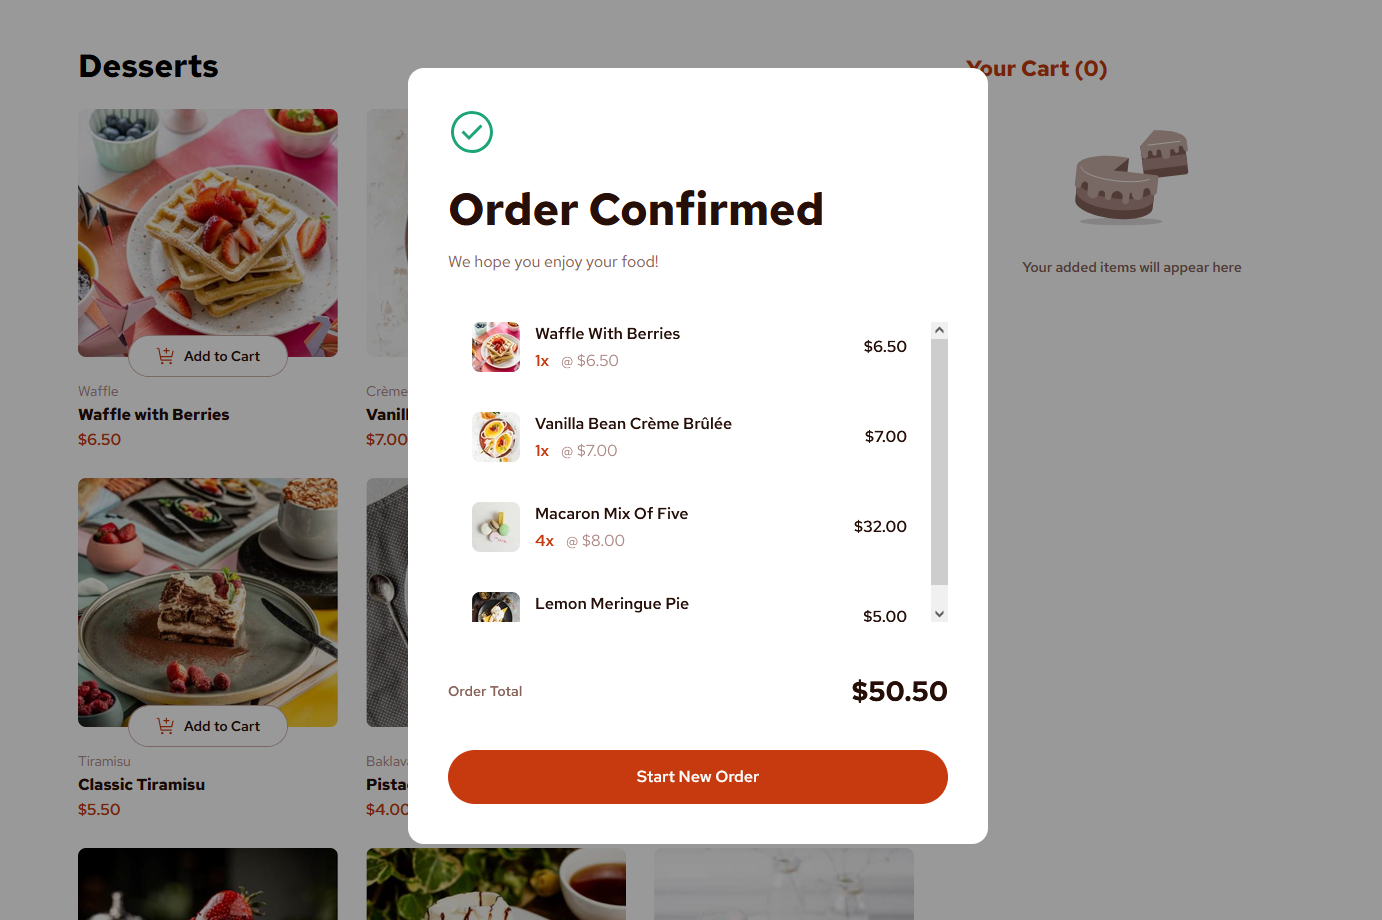 Desserts
Your Cart (0)
Order Confirmed
We hope you enjoy your food!
Your added items will appear here
Waffle With Berries
1x @ $6.50
$6.50
Vanilla Bean Crème Brûlée
1x @ $7.00
$7.00
Macaron Mix Of Five
4x @ $8.00
$32.00
Lemon Meringue Pie
$5.00
Order Total
$50.50
Start New Order
Add to Cart
Waffle
Waffle with Berries
$6.50
Crème
Vanill
$7.00
Add to Cart
Tiramisu
Classic Tiramisu
$5.50
Baklava
Pista
$4.00